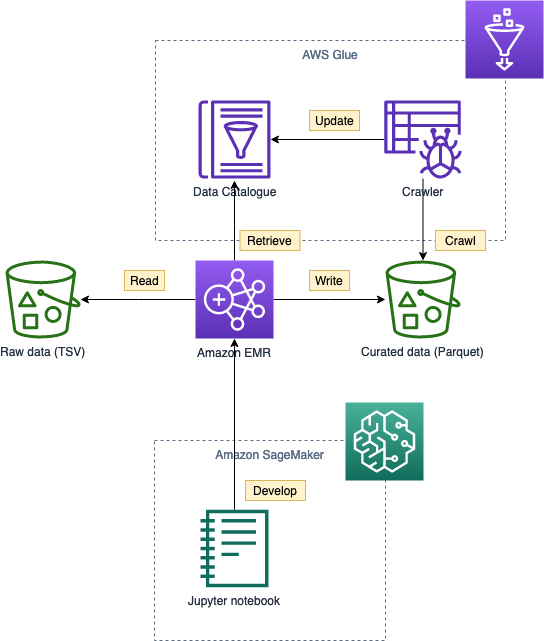 AWS Glue
Update
Data Catalogue
Crawler
Retrieve
Crawl
Read
Write
Raw data (TSV)
Amazon EMR
Curated data (Parquet)
Amazon SageMaker
Develop
Jupyter notebook